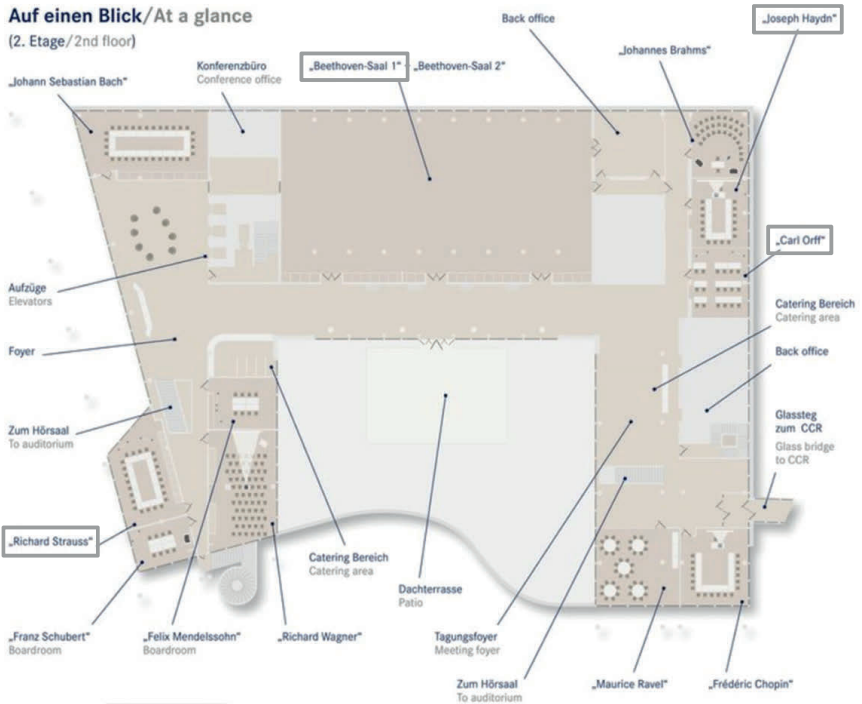 Auf einen Blick/At a glance
(2. Etage/2nd floor)
Back office
„Joseph Haydn“
„Johannes Brahms“
Konferenzbüro
Conference office
„Beethoven-Saal 1“ „Beethoven-Saal 2“
„Johann Sebastian Bach“
„Carl Orff“
Aufzüge
Elevators
Catering Bereich
Catering area
Foyer
Back office
Zum Hörsaal
To auditorium
Glassteg
zum CCR
Glass bridge
to CCR
„Richard Strauss“
Catering Bereich
Catering area
Dachterrasse
Patio
„Franz Schubert“
Boardroom
„Felix Mendelssohn“
Boardroom
„Richard Wagner“
Tagungsfoyer
Meeting foyer
Zum Hörsaal
To auditorium
„Maurice Ravel“
„Frédéric Chopin“